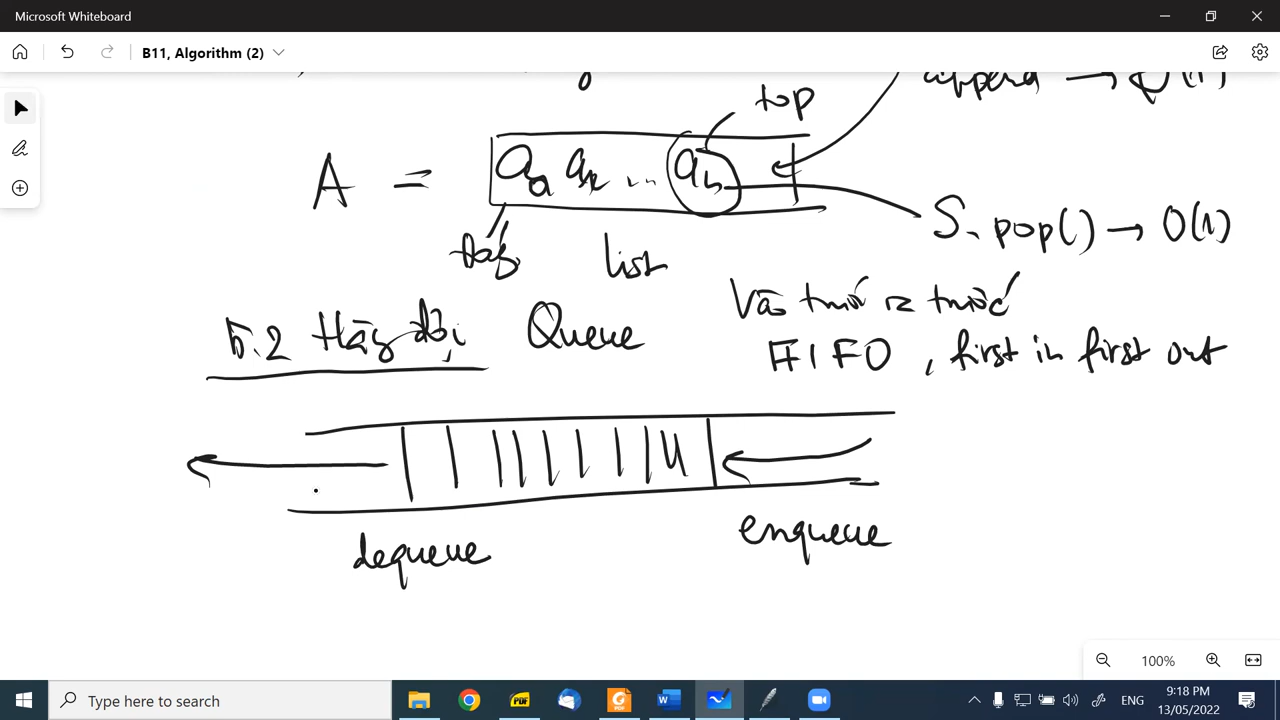 Microsoft Whiteboard
B11, Algorithm (2)
append → O(1)
top
A = a₀ a₁ ... aₙ
S.pop() → O(1)
đáy list
Vào trước ra trước
5.2 Hàng đợi Queue
FIFO, first in first out
enqueue
dequeue
100%
Type here to search
PDF
W
ENG
9:18 PM
13/05/2022